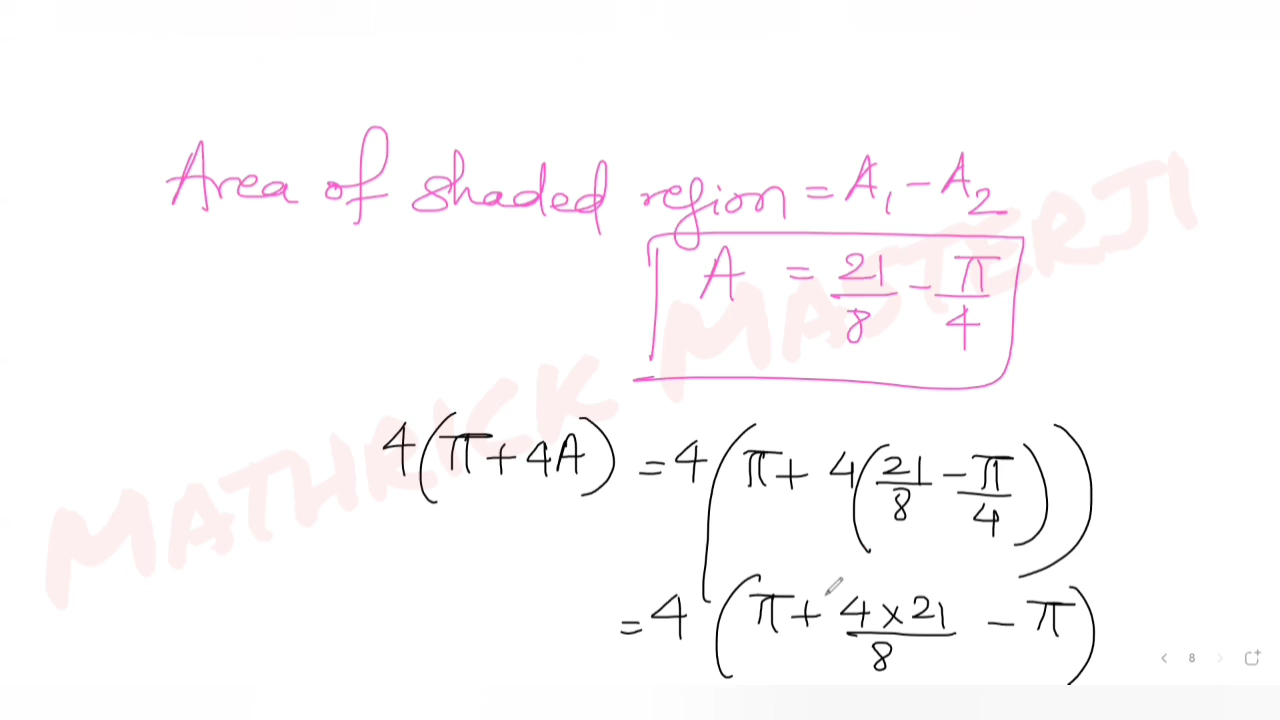 Area of shaded region = A₁ - A₂
A = 21/8 - π/4
4(π + 4A) = 4(π + 4(21/8 - π/4))
= 4(π + 4×21/8 - π)
MATHRICK MASTERJI
< 8 >